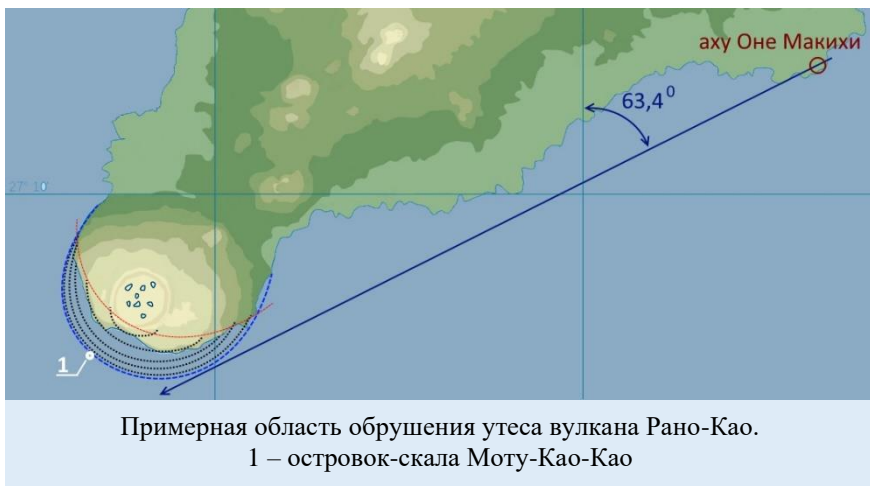 аху Оне Макихи
63,4⁰
27° 10'
1
Примерная область обрушения утеса вулкана Рано-Као.
1 – островок-скала Моту-Као-Као